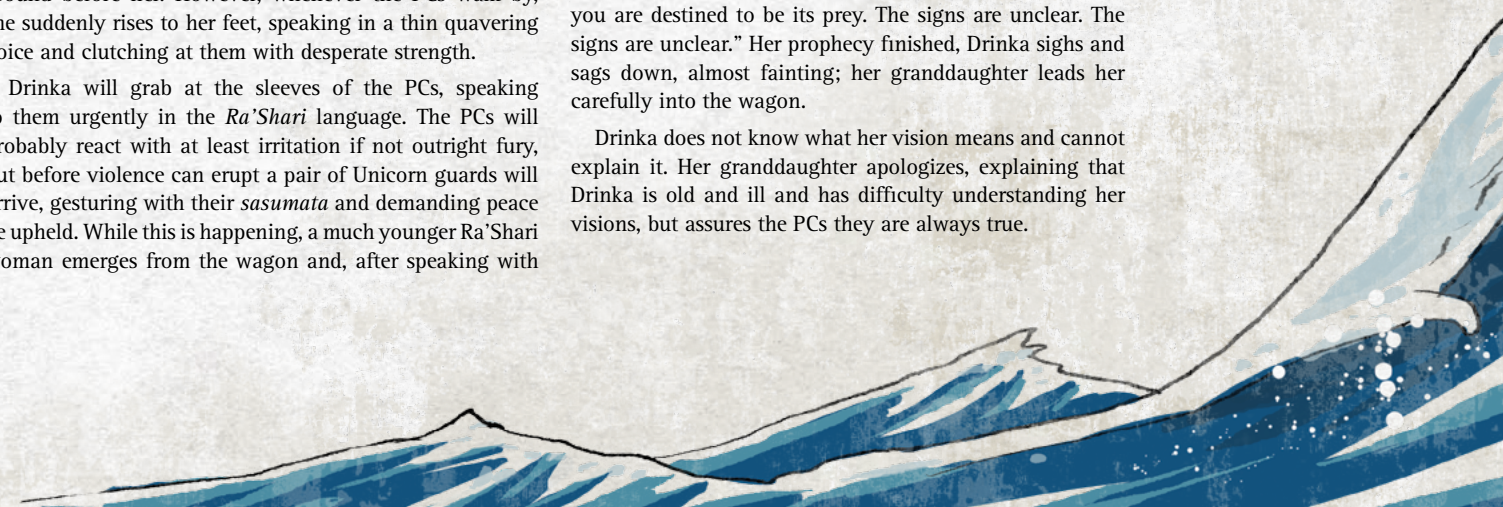 before her. However, whenever the PCs walk by,
she suddenly rises to her feet, speaking in a thin quavering
voice and clutching at them with desperate strength.
Drinka will grab at the sleeves of the PCs, speaking
to them urgently in the Ra’Shari language. The PCs will
probably react with at least irritation if not outright fury,
but before violence can erupt a pair of Unicorn guards will
arrive, gesturing with their sasumata and demanding peace
be upheld. While this is happening, a much younger Ra’Shari
woman emerges from the wagon and, after speaking with
you are destined to be its prey. The signs are unclear. The
signs are unclear.” Her prophecy finished, Drinka sighs and
sags down, almost fainting; her granddaughter leads her
carefully into the wagon.
Drinka does not know what her vision means and cannot
explain it. Her granddaughter apologizes, explaining that
Drinka is old and ill and has difficulty understanding her
visions, but assures the PCs they are always true.